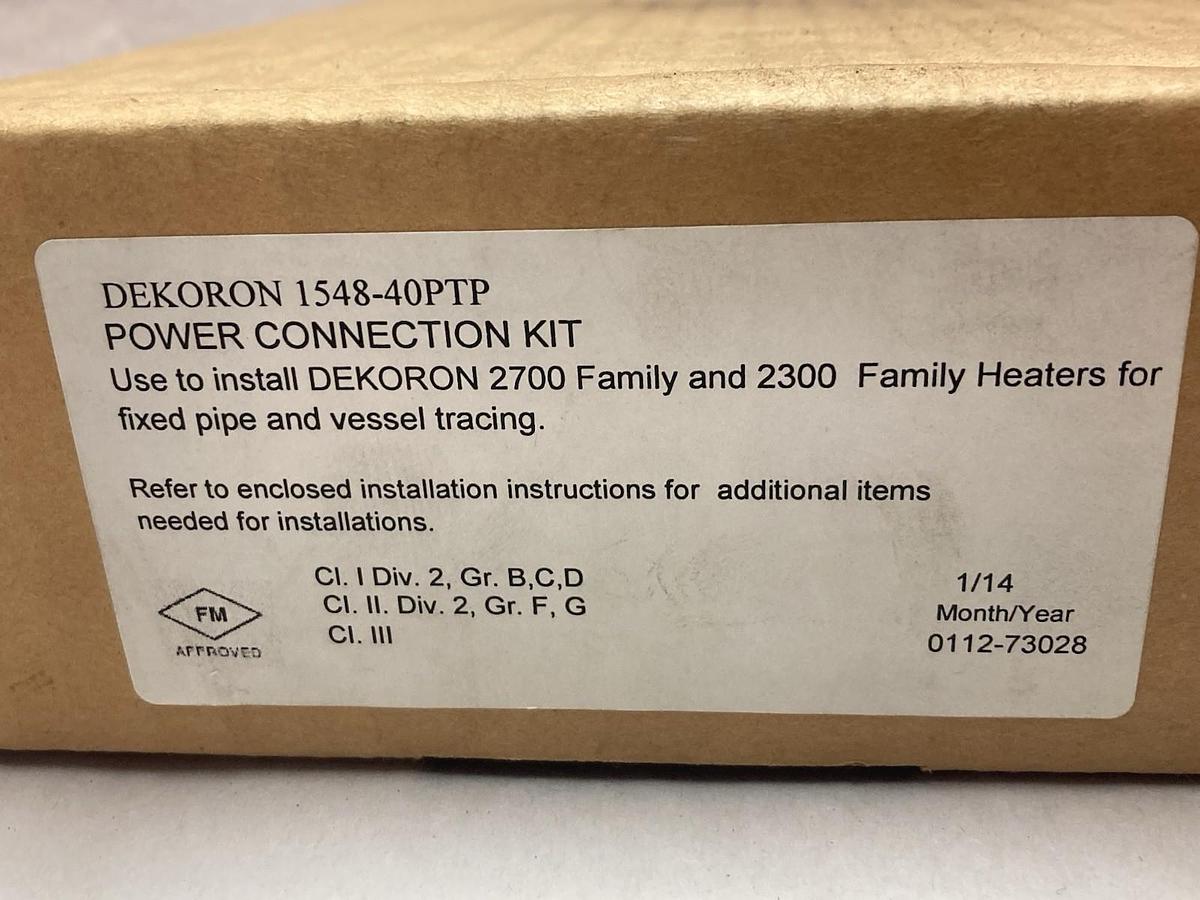 DEKORON 1548-40PTP
POWER CONNECTION KIT
Use to install DEKORON 2700 Family and 2300 Family Heaters for
fixed pipe and vessel tracing.
Refer to enclosed installation instructions for additional items
needed for installations.
FM
APPROVED
Cl. I Div. 2, Gr. B,C,D
Cl. II. Div. 2, Gr. F, G
Cl. III
1/14
Month/Year
0112-73028